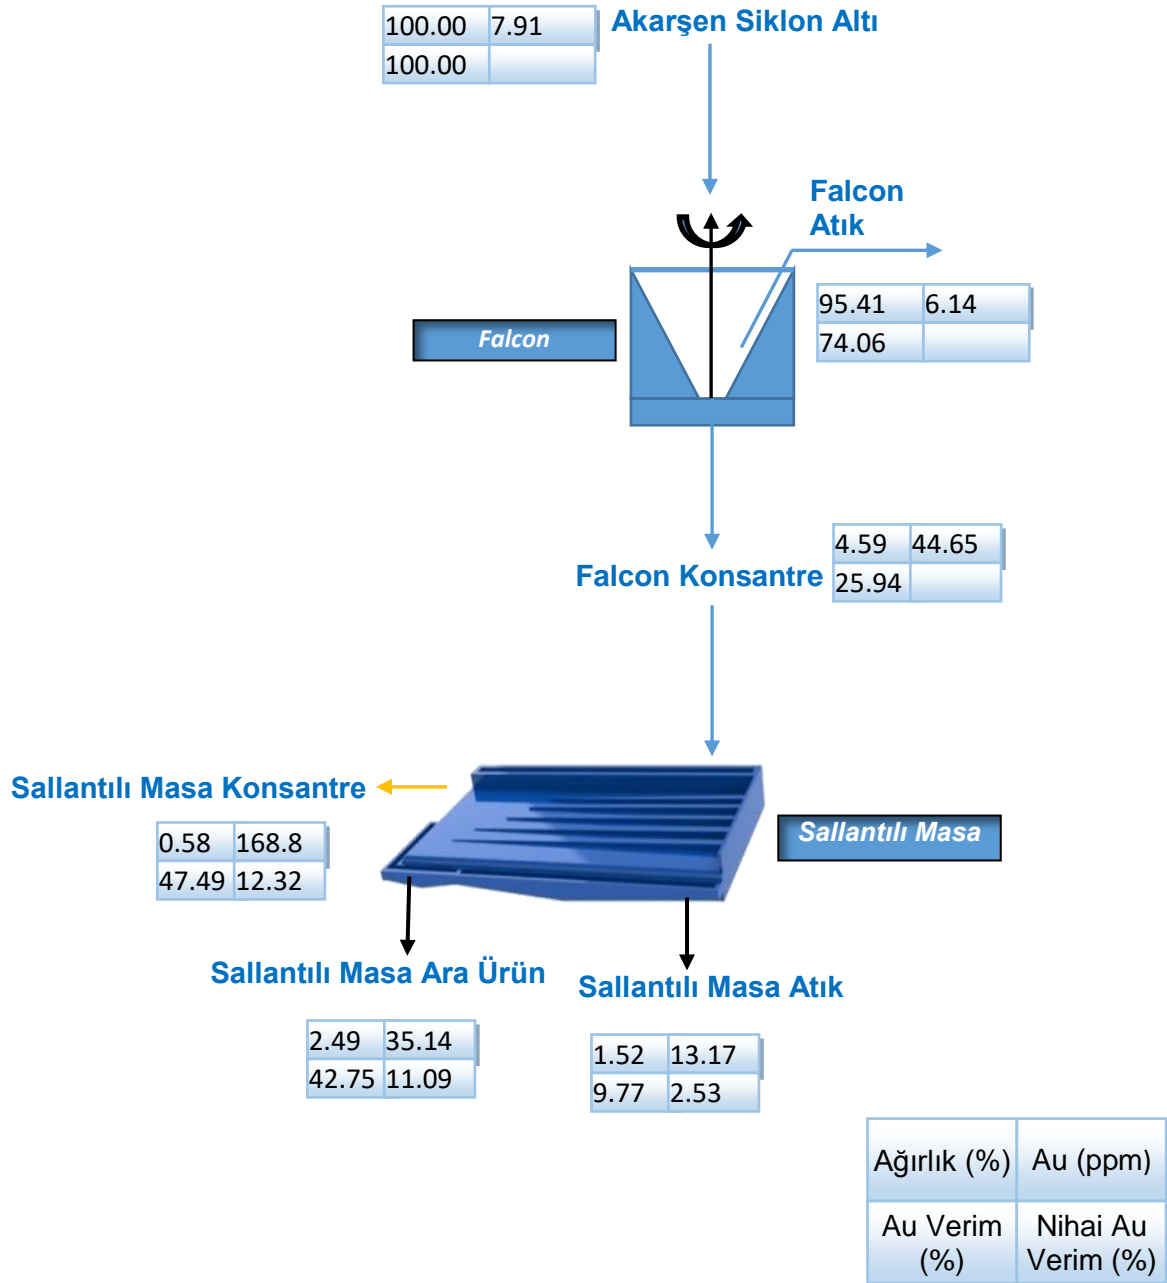 100.00 7.91
100.00
Akarşen Siklon Altı
Falcon
Atık
95.41 6.14
74.06
Falcon
4.59 44.65
25.94
Falcon Konsantre
Sallantılı Masa Konsantre
0.58 168.8
47.49 12.32
Sallantılı Masa
Sallantılı Masa Ara Ürün
2.49 35.14
42.75 11.09
Sallantılı Masa Atık
1.52 13.17
9.77 2.53
Ağırlık (%) Au (ppm)
Au Verim Nihai Au
(%) Verim (%)